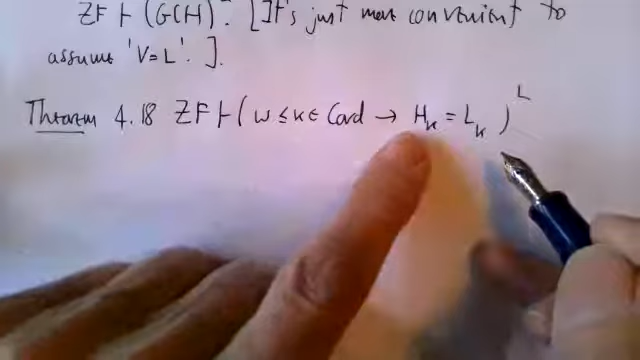 ZF ⊢ (GCH)ᴸ. [It's just more convenient to
assume 'V=L'.].
Theorem 4.18 ZF ⊢ (ω ≤ κ ∈ Card → H_κ = L_κ)ᴸ